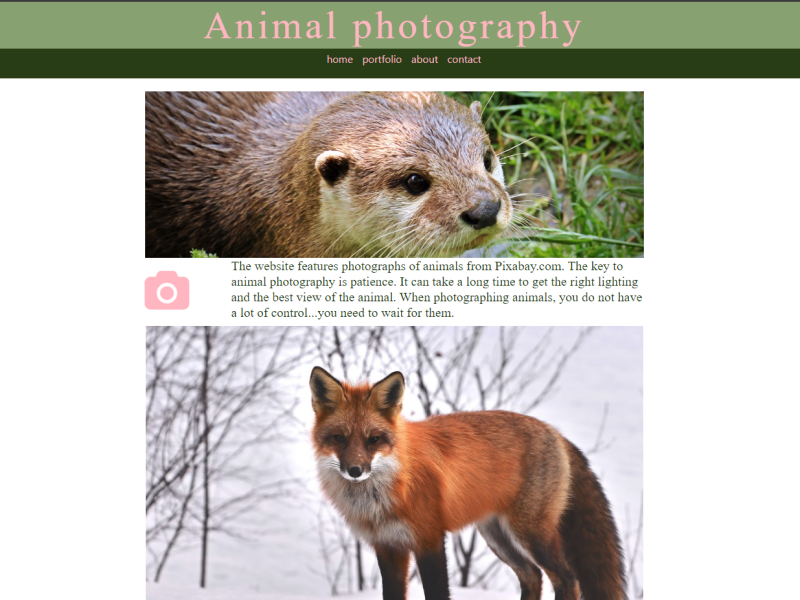 Animal photography
home portfolio about contact
The website features photographs of animals from Pixabay.com. The key to
animal photography is patience. It can take a long time to get the right lighting
and the best view of the animal. When photographing animals, you do not have
a lot of control...you need to wait for them.